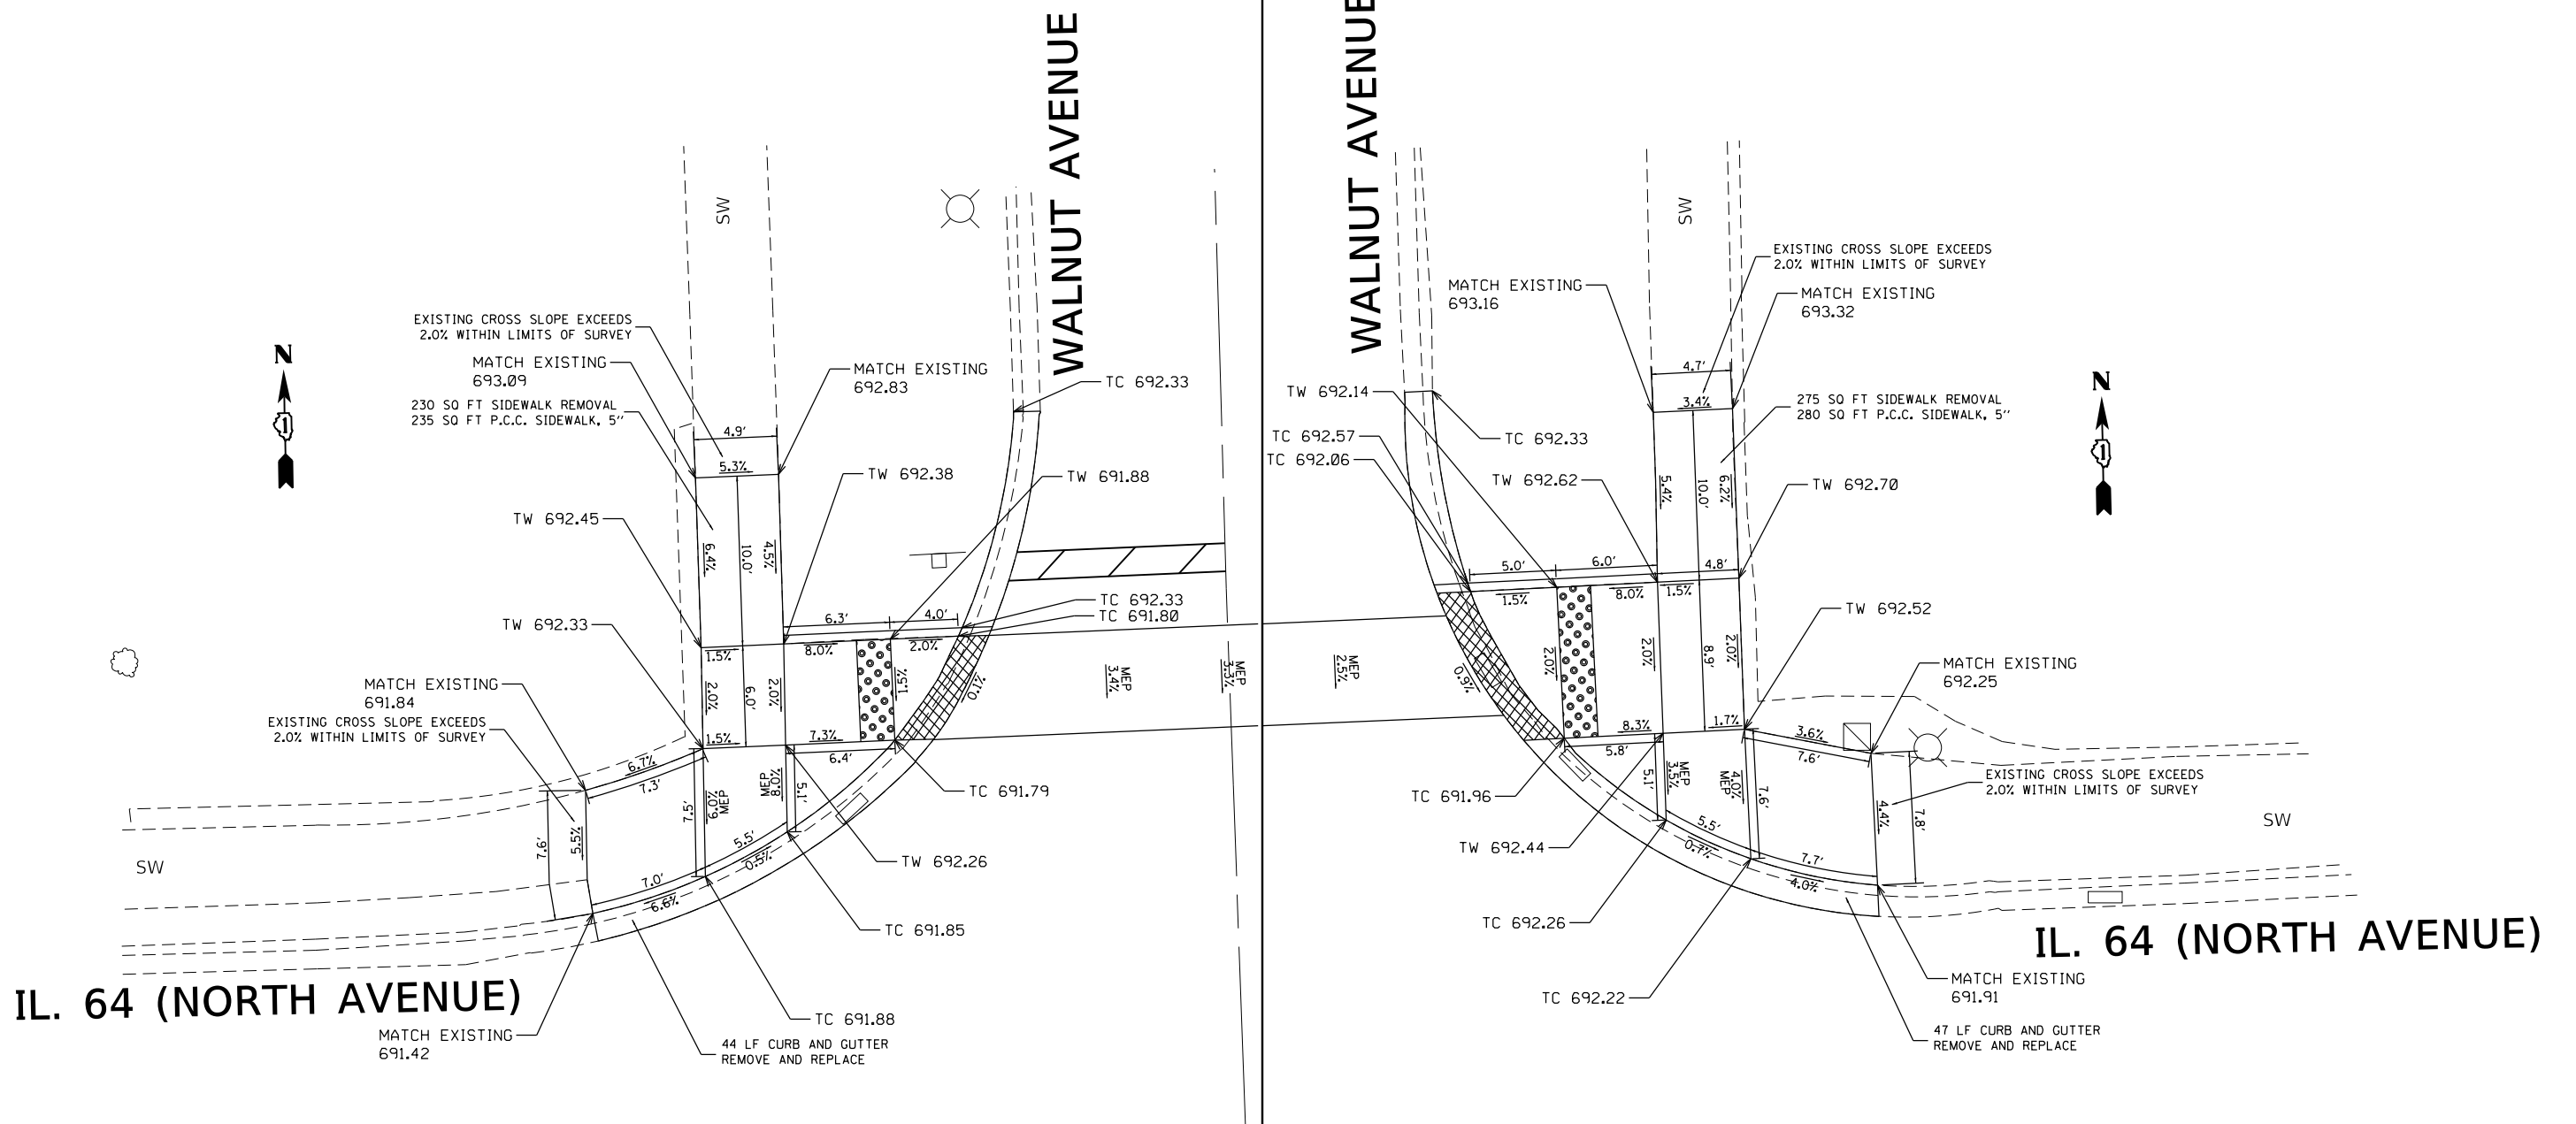 WALNUT AVENUE
SW
N
1
EXISTING CROSS SLOPE EXCEEDS
2.0% WITHIN LIMITS OF SURVEY
MATCH EXISTING
693.09
230 SQ FT SIDEWALK REMOVAL
235 SQ FT P.C.C. SIDEWALK, 5''
4.9'
5.3%
MATCH EXISTING
692.83
TC 692.33
TW 692.38
TW 691.88
TW 692.45
6.4%
10.0'
4.5%
TW 692.33
6.3'
4.0'
TC 692.33
TC 691.80
1.5%
8.0%
2.0%
2.0%
6.0'
2.0%
1.5%
0.1%
MATCH EXISTING
691.84
EXISTING CROSS SLOPE EXCEEDS
2.0% WITHIN LIMITS OF SURVEY
1.5%
7.3%
6.4'
6.7%
7.3'
7.5'
6.0%
MEP
MEP
8.0%
5.1'
TC 691.79
7.6'
5.5%
5.5'
0.5%
7.0'
6.6%
TW 692.26
SW
TC 691.85
TC 691.88
IL. 64 (NORTH AVENUE)
MATCH EXISTING
691.42
44 LF CURB AND GUTTER
REMOVE AND REPLACE
MEP
3.4%
MEP
3.3%
MEP
2.5%
WALNUT AVENUE
SW
EXISTING CROSS SLOPE EXCEEDS
2.0% WITHIN LIMITS OF SURVEY
MATCH EXISTING
693.16
MATCH EXISTING
693.32
N
1
4.7'
3.4%
TW 692.14
275 SQ FT SIDEWALK REMOVAL
280 SQ FT P.C.C. SIDEWALK, 5''
TC 692.57
TC 692.33
TC 692.06
TW 692.62
5.4%
10.0'
6.2%
TW 692.70
5.0'
6.0'
4.8'
1.5%
8.0%
1.5%
TW 692.52
0.9%
2.0%
2.0%
8.9'
2.0%
MATCH EXISTING
692.25
8.3%
1.7%
5.8'
3.6%
7.6'
5.1'
3.5%
MEP
MEP
4.0%
7.6'
EXISTING CROSS SLOPE EXCEEDS
2.0% WITHIN LIMITS OF SURVEY
TC 691.96
4.4%
7.8'
5.5'
0.7%
7.7'
4.0%
TW 692.44
SW
TC 692.26
IL. 64 (NORTH AVENUE)
TC 692.22
MATCH EXISTING
691.91
47 LF CURB AND GUTTER
REMOVE AND REPLACE